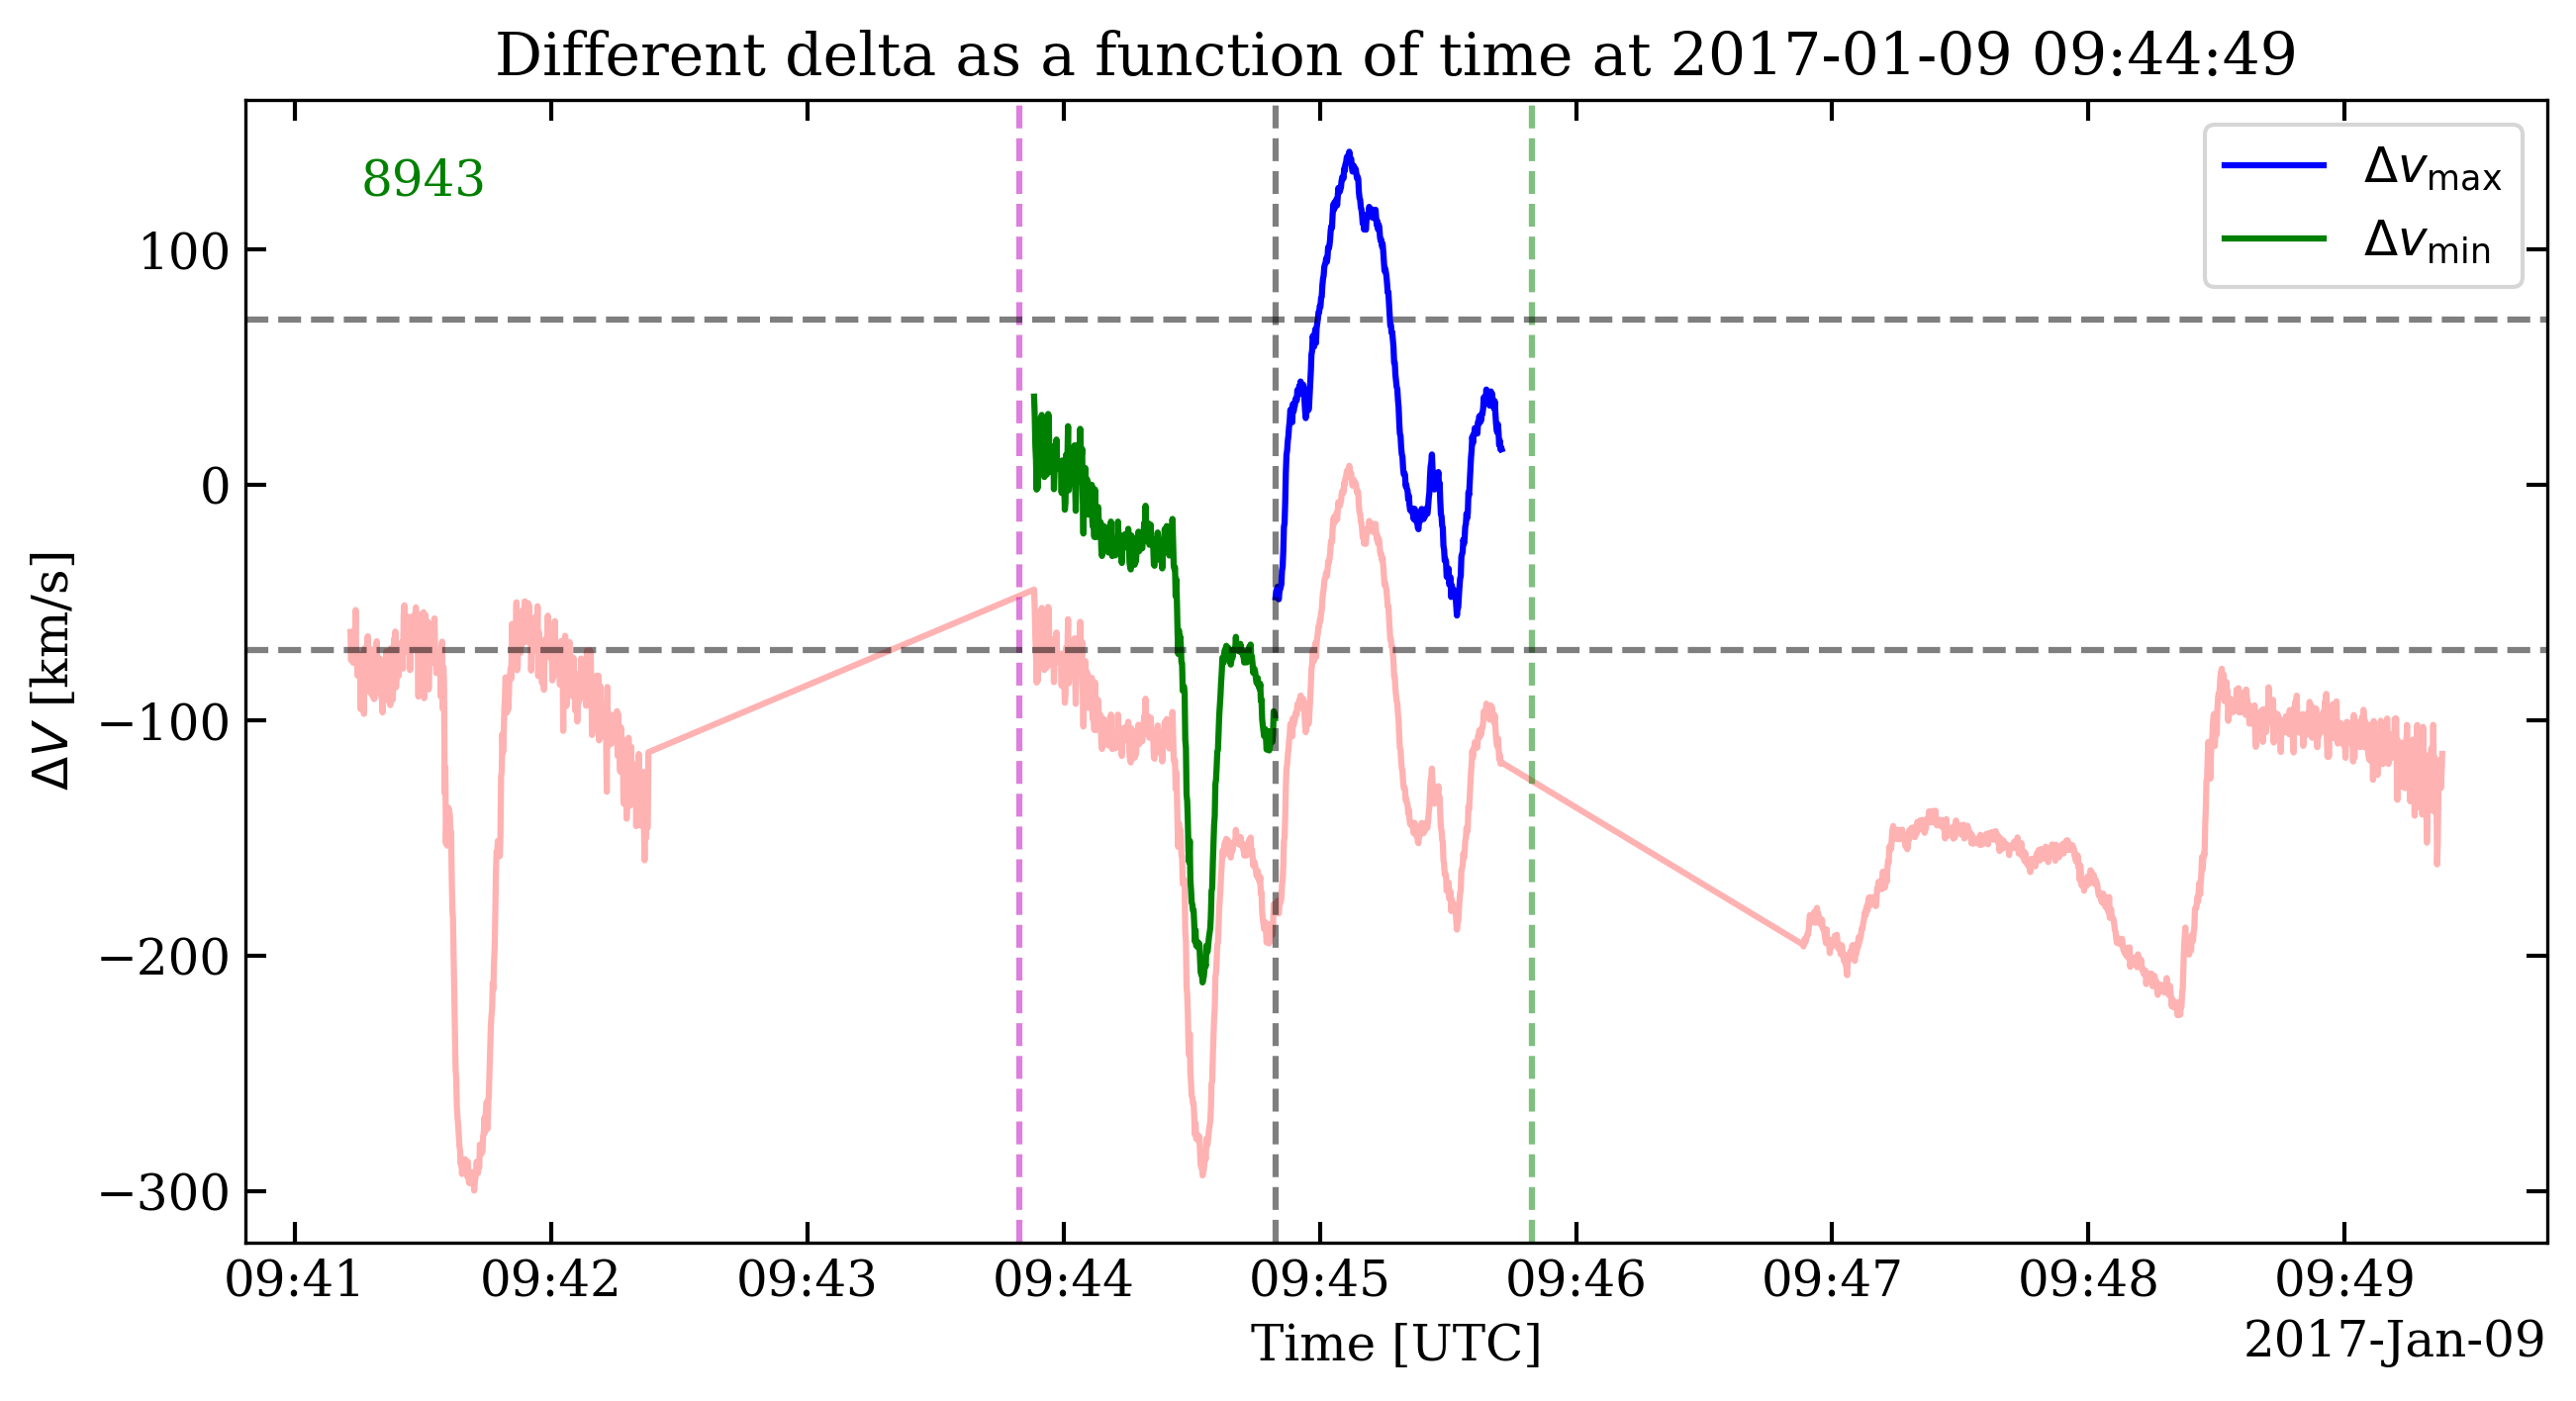 Different delta as a function of time at 2017-01-09 09:44:49
8943
Δv_max
Δv_min
ΔV [km/s]
100
0
−100
−200
−300
09:41 09:42 09:43 09:44 09:45 09:46 09:47 09:48 09:49
Time [UTC]
2017-Jan-09